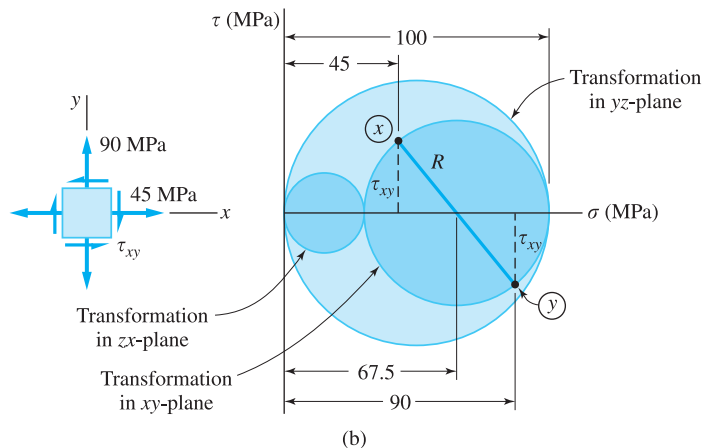 τ (MPa)
100
45
Transformation
in yz-plane
y
90 MPa
x
R
45 MPa
τxy
x
σ (MPa)
τxy
τxy
y
Transformation
in zx-plane
Transformation
in xy-plane
67.5
90
(b)